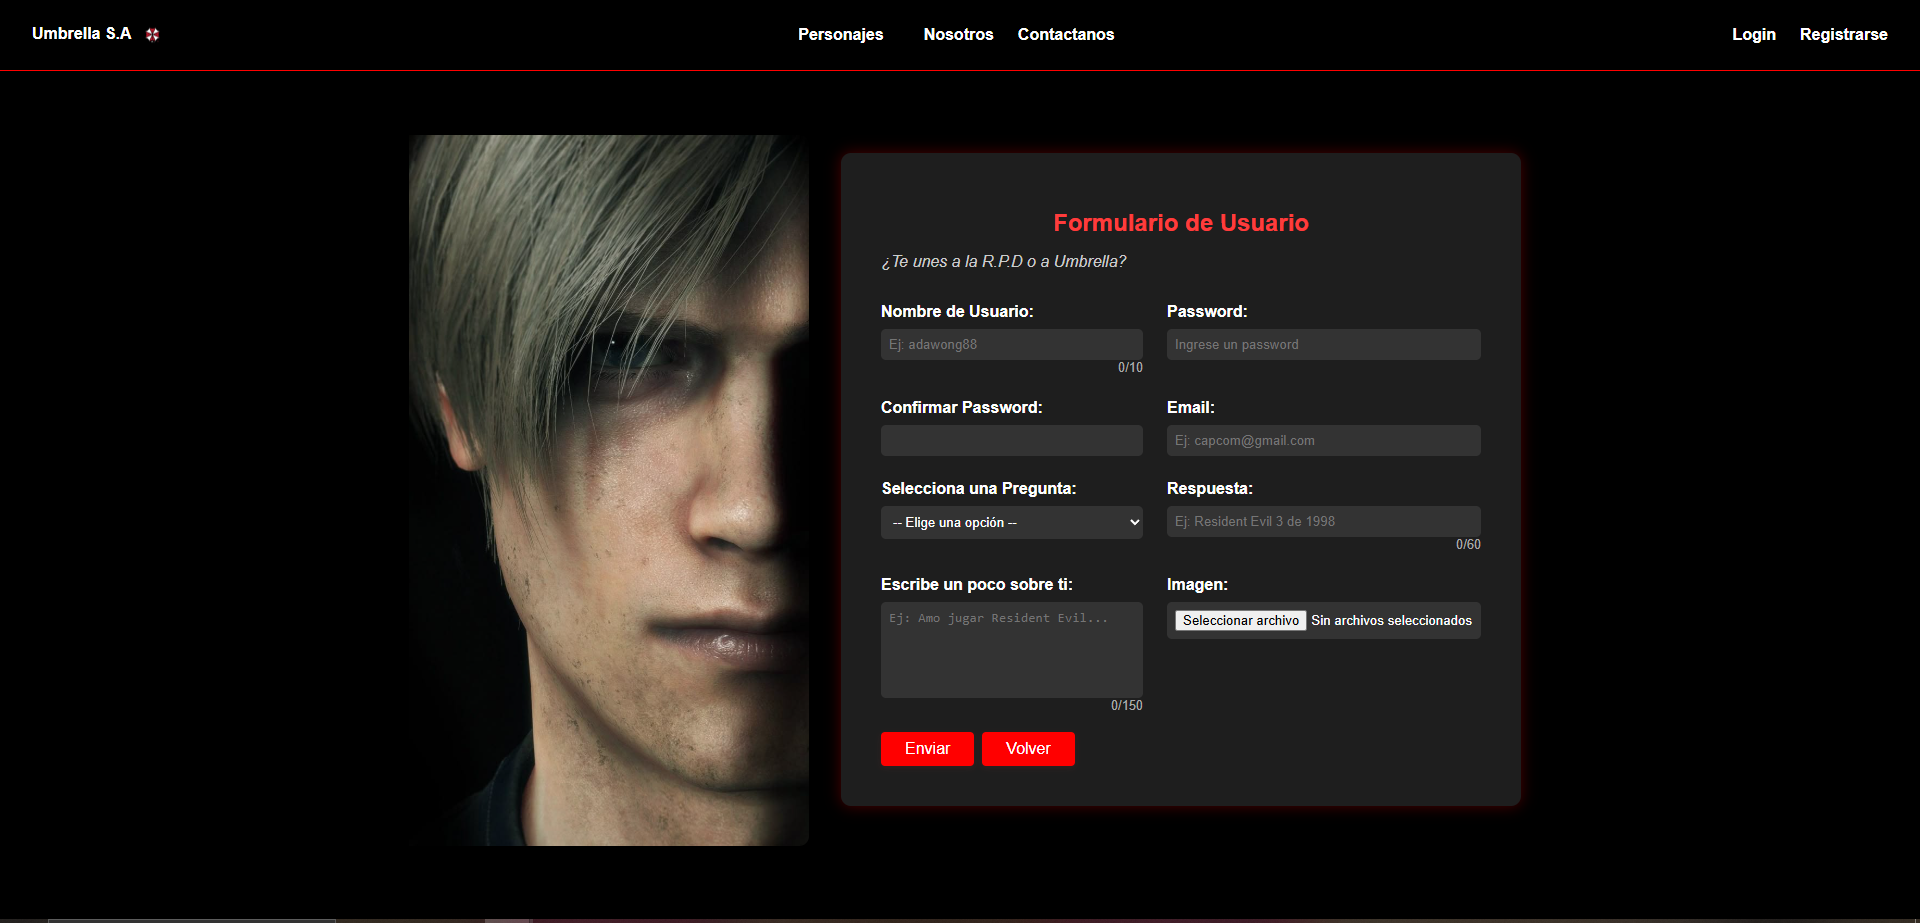 Umbrella S.A
Personajes
Nosotros
Contactanos
Login
Registrarse
Formulario de Usuario
¿Te unes a la R.P.D o a Umbrella?
Nombre de Usuario:
Password:
Ej: adawong88
Ingrese un password
0/10
Confirmar Password:
Email:
Ej: capcom@gmail.com
Selecciona una Pregunta:
Respuesta:
-- Elige una opción --
Ej: Resident Evil 3 de 1998
0/60
Escribe un poco sobre ti:
Imagen:
Ej: Amo jugar Resident Evil...
Seleccionar archivo Sin archivos seleccionados
0/150
Enviar
Volver